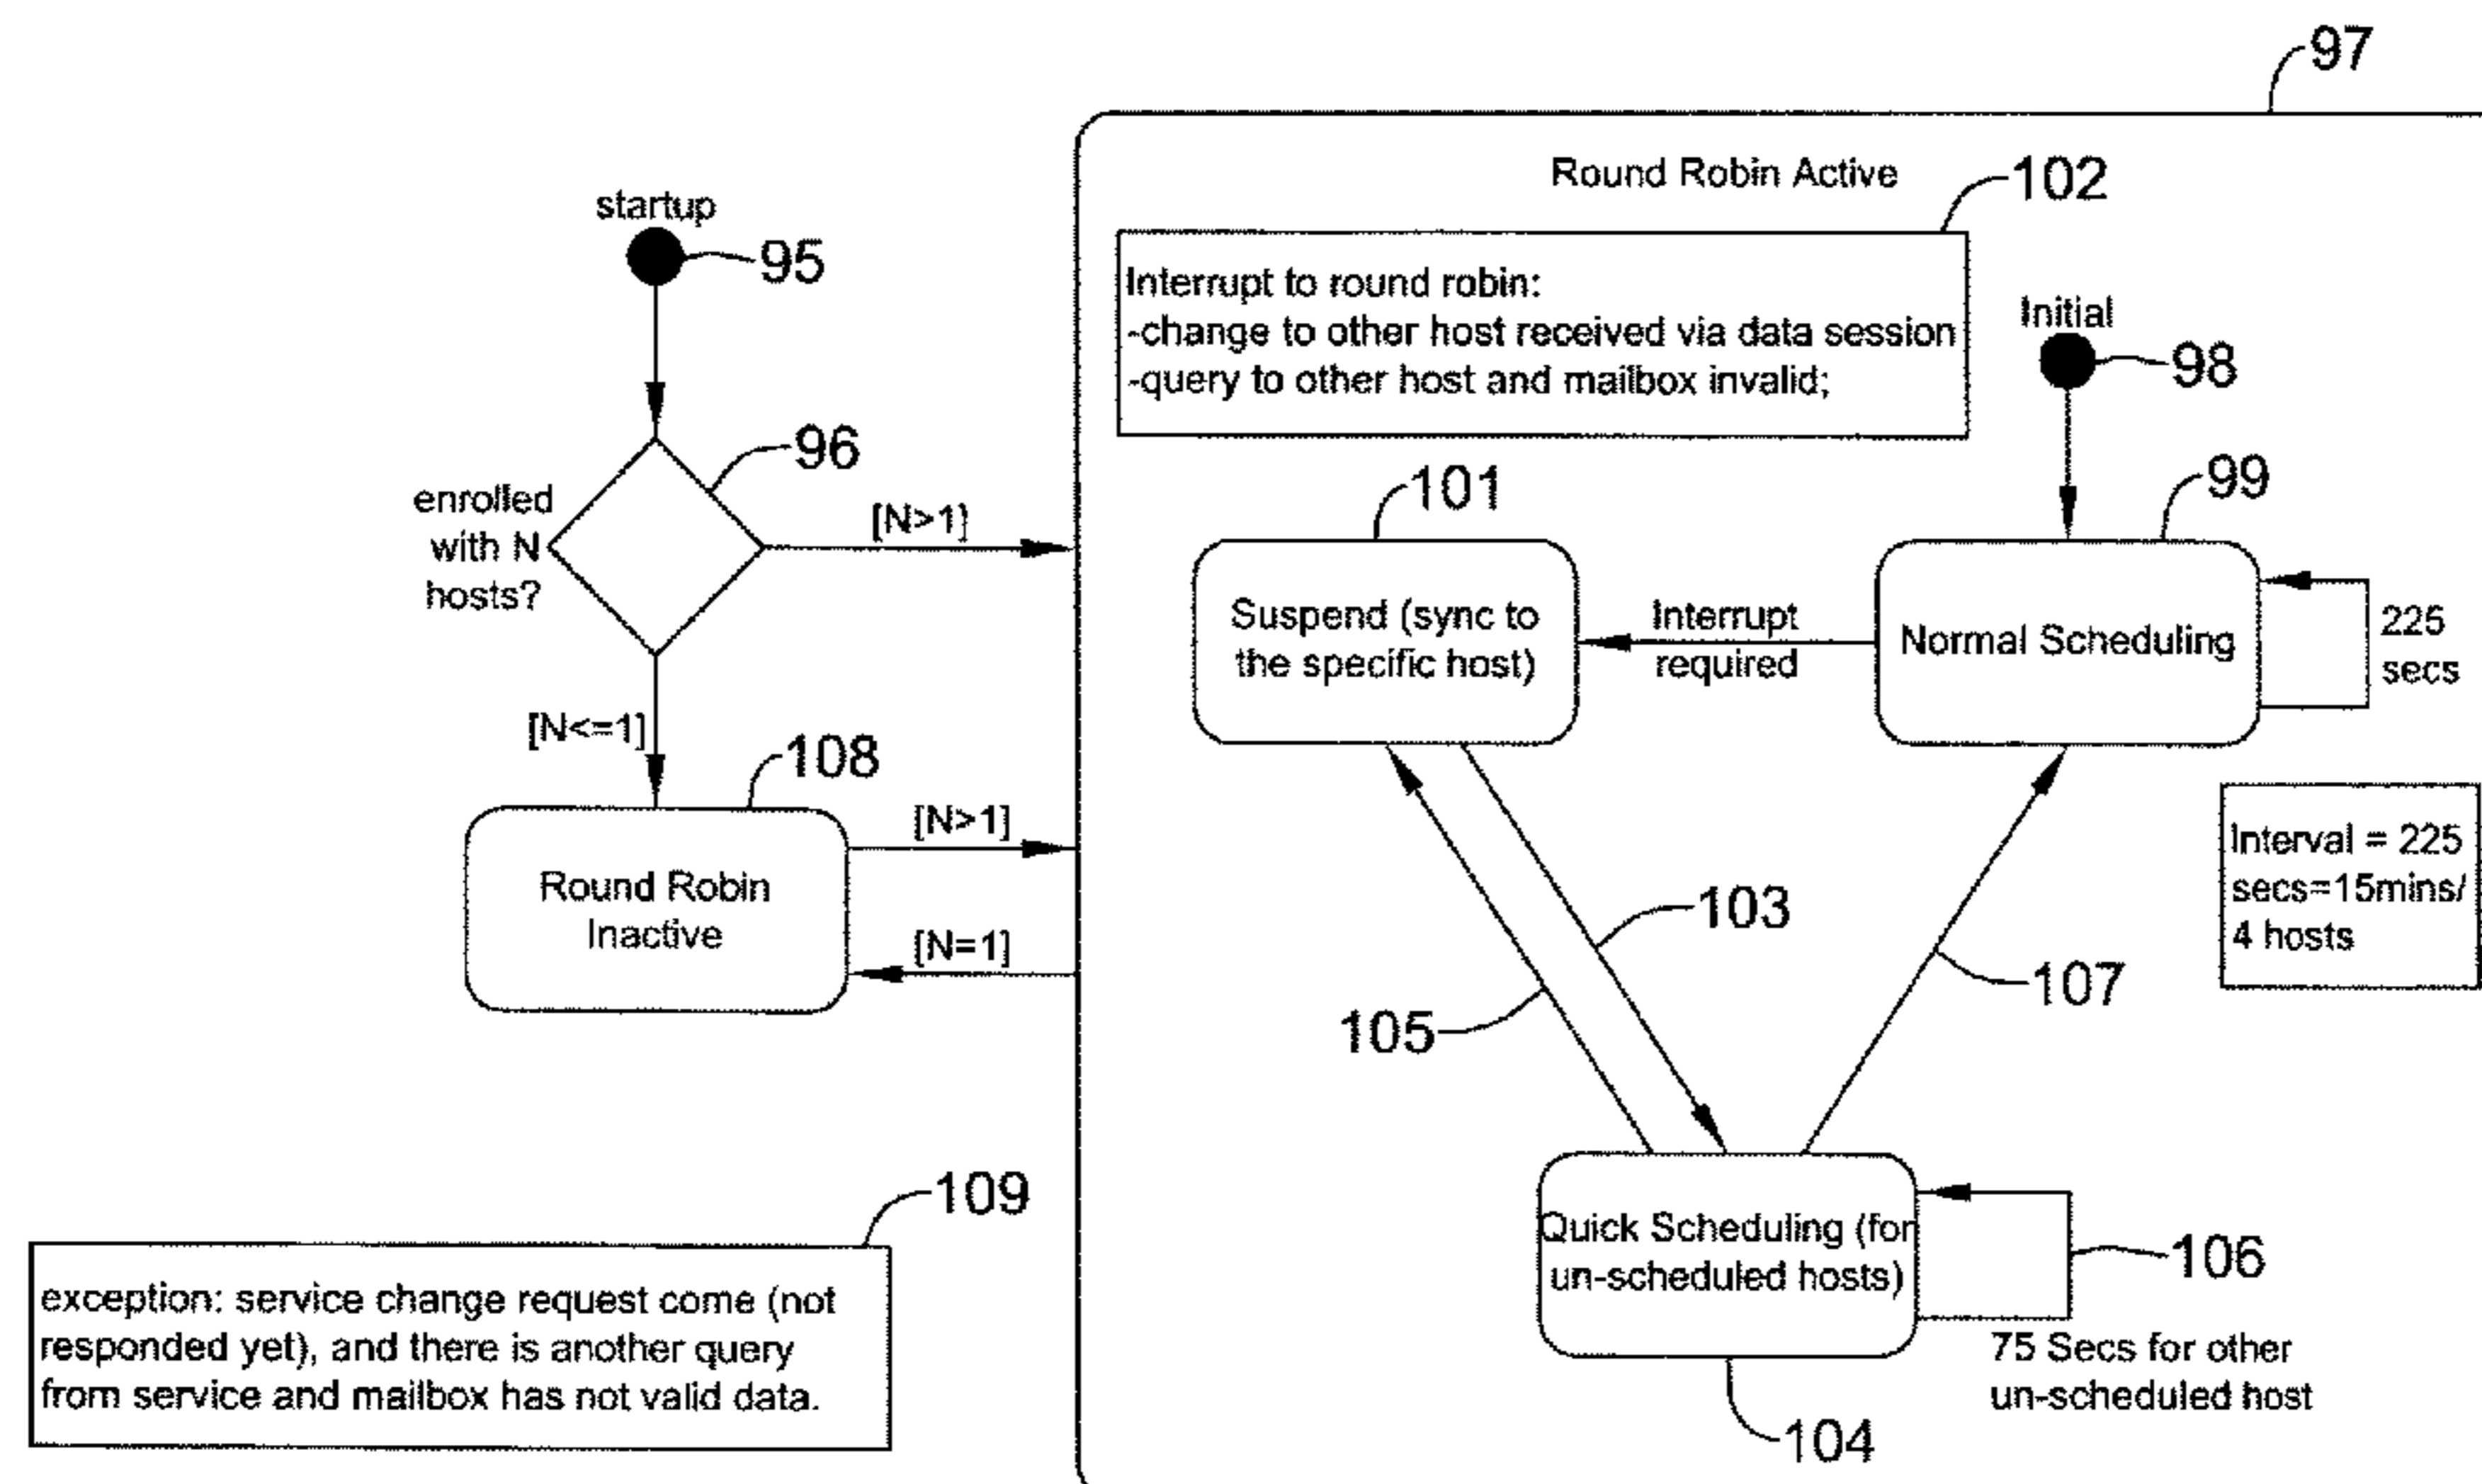 97
Round Robin Active
102
startup
95
Interrupt to round robin:
-change to other host received via data session
-query to other host and mailbox invalid;
Initial
98
96
enrolled
with N
hosts?
[N>1]
101
99
Suspend (sync to
the specific host)
Interrupt
required
Normal Scheduling
225
secs
[N<=1]
108
Round Robin
Inactive
[N>1]
[N=1]
Interval = 225
secs=15mins/
4 hosts
103
105
107
109
exception: service change request come (not
responded yet), and there is another query
from service and mailbox has not valid data.
Quick Scheduling (for
un-scheduled hosts)
106
75 Secs for other
un-scheduled host
104